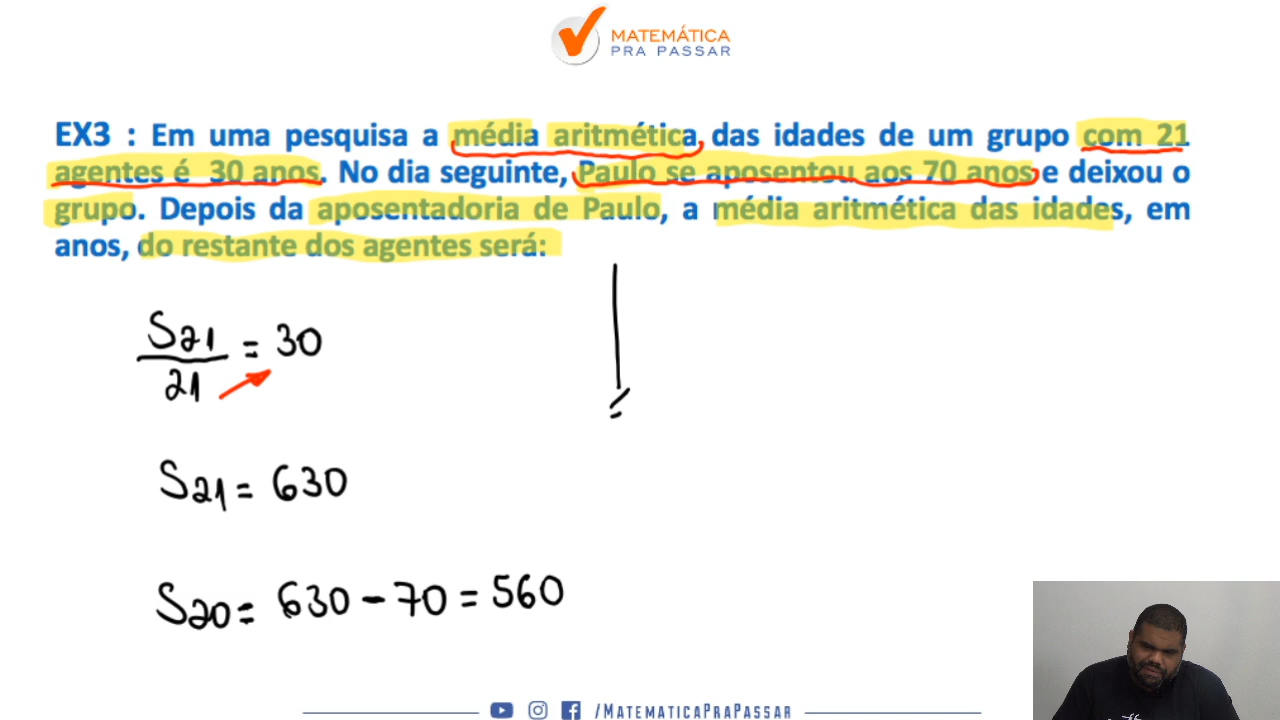 MATEMÁTICA
PRA PASSAR
EX3 : Em uma pesquisa a média aritmética das idades de um grupo com 21
agentes é 30 anos. No dia seguinte, Paulo se aposentou aos 70 anos e deixou o
grupo. Depois da aposentadoria de Paulo, a média aritmética das idades, em
anos, do restante dos agentes será:
S21
21 = 30
S21 = 630
S20 = 630 - 70 = 560
/MATEMATICAPRAPASSAR